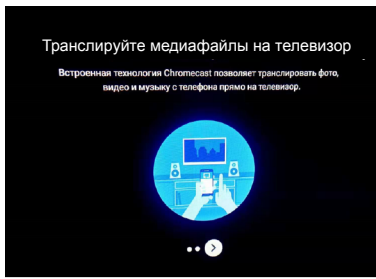 Транслируйте медиафайлы на телевизор
Встроенная технология Chromecast позволяет транслировать фото,
видео и музыку с телефона прямо на телевизор.